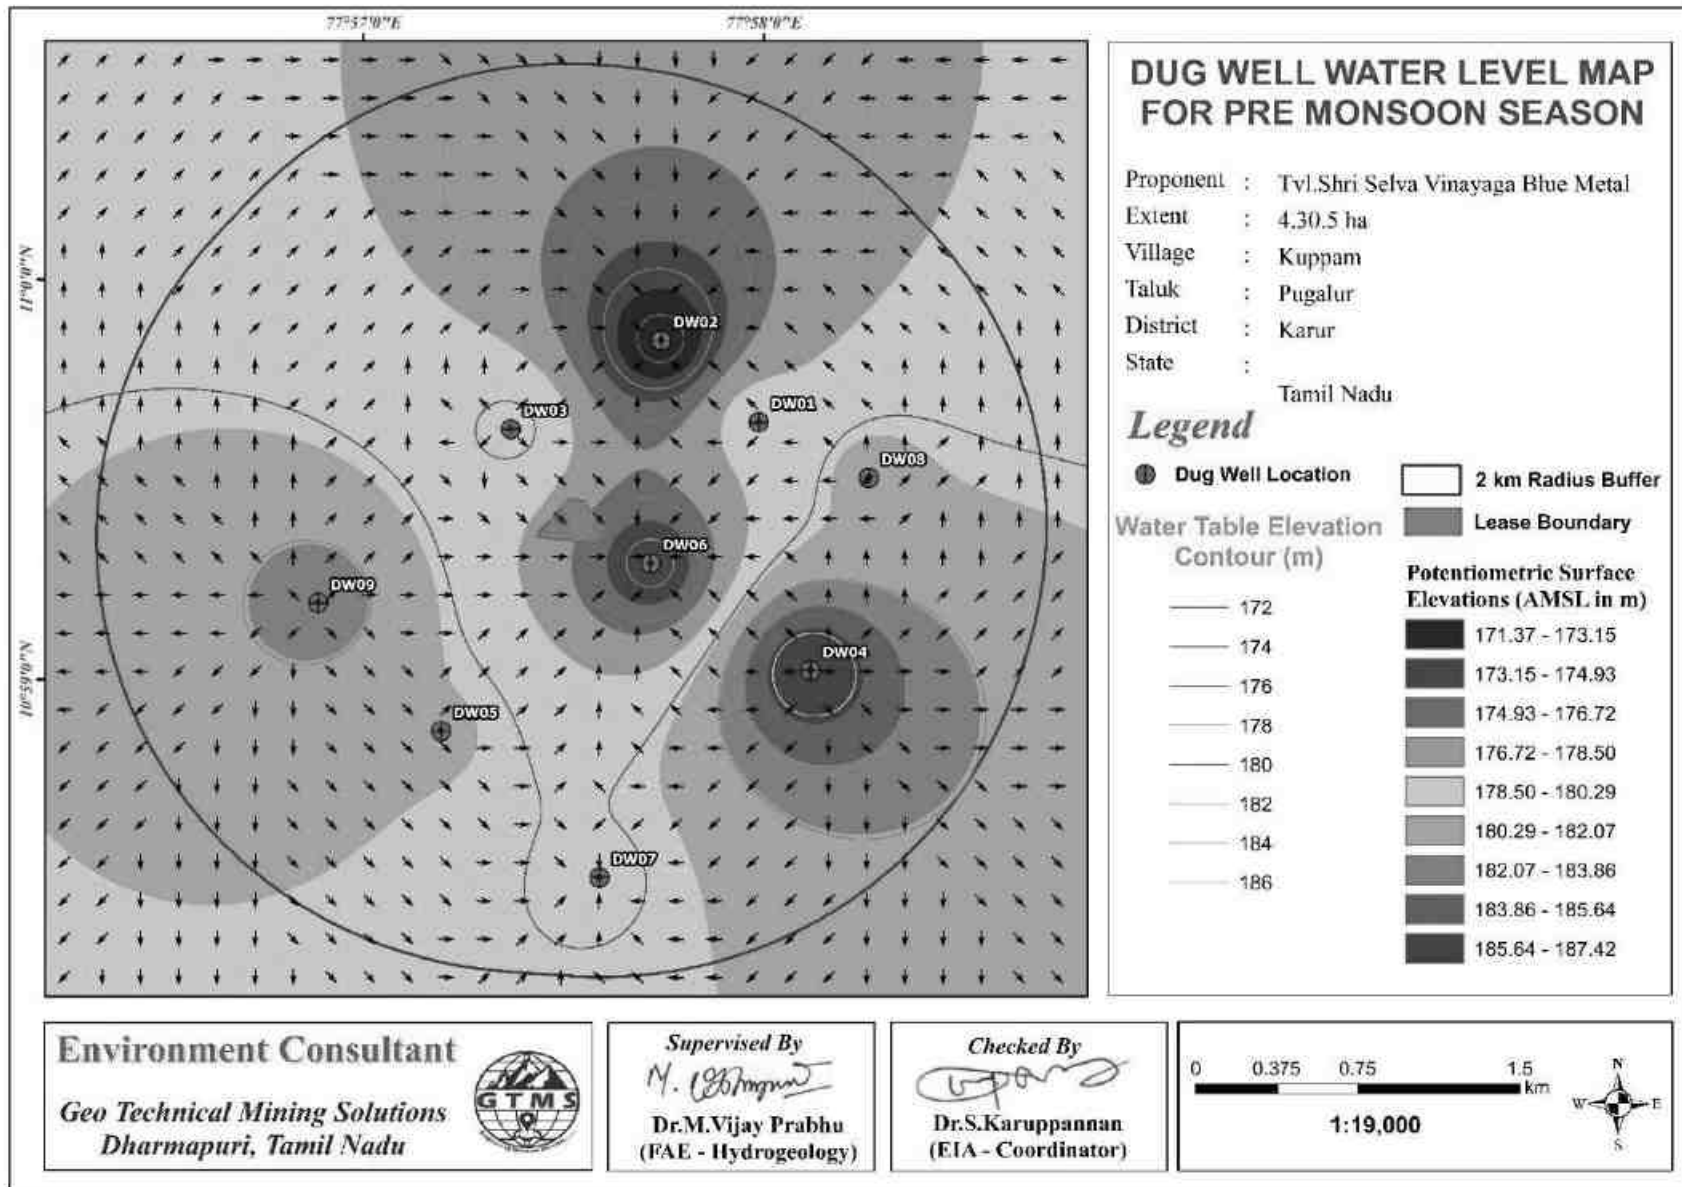 77°57'0"E
77°58'0"E
11°0'0"N
10°59'0"N
DW02
DW03
DW01
DW08
DW06
DW09
DW04
DW05
DW07
DUG WELL WATER LEVEL MAP
FOR PRE MONSOON SEASON
Proponent : Tvl.Shri Selva Vinayaga Blue Metal
Extent : 4.30.5 ha
Village : Kuppam
Taluk : Pugalur
District : Karur
State :
Tamil Nadu
Legend
Dug Well Location
2 km Radius Buffer
Lease Boundary
Water Table Elevation
Contour (m)
172
174
176
178
180
182
184
186
Potentiometric Surface
Elevations (AMSL in m)
171.37 - 173.15
173.15 - 174.93
174.93 - 176.72
176.72 - 178.50
178.50 - 180.29
180.29 - 182.07
182.07 - 183.86
183.86 - 185.64
185.64 - 187.42
Environment Consultant
Geo Technical Mining Solutions
Dharmapuri, Tamil Nadu
GTMS
Supervised By
Dr.M.Vijay Prabhu
(FAE - Hydrogeology)
Checked By
Dr.S.Karuppannan
(EIA - Coordinator)
0 0.375 0.75 1.5
km
1:19,000
N
W E
S